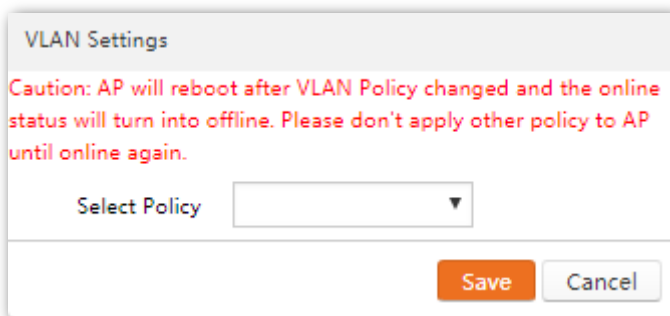 VLAN Settings
Caution: AP will reboot after VLAN Policy changed and the online
status will turn into offline. Please don't apply other policy to AP
until online again.
Select Policy
Save Cancel